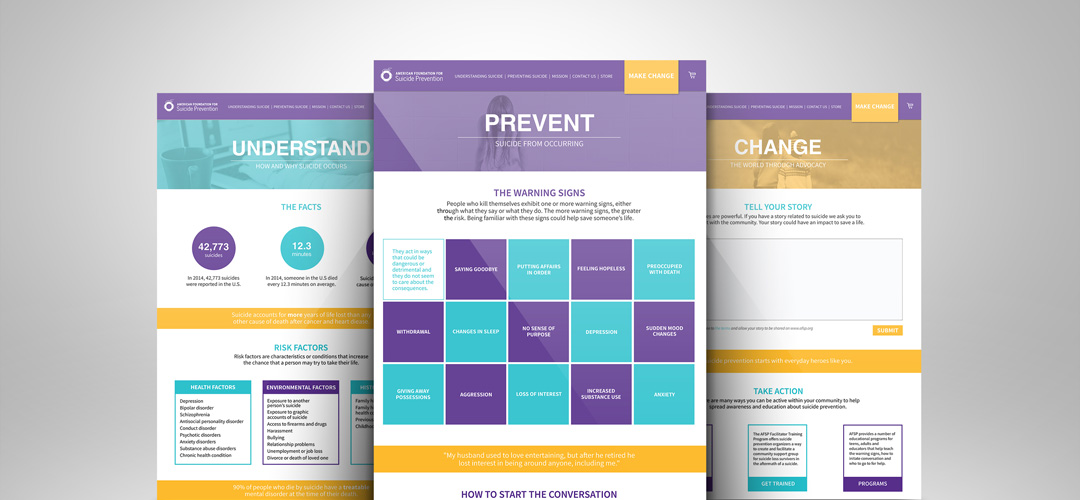 AMERICAN FOUNDATION FOR
Suicide Prevention
UNDERSTANDING SUICIDE | PREVENTING SUICIDE | MISSION | CONTACT US | STORE
UNDERSTAND
HOW AND WHY SUICIDE OCCURS
THE FACTS
42,773
suicides
12.3
minutes
In 2014, 42,773 suicides
were reported in the U.S.
In 2014, someone in the U.S died
every 12.3 minutes on average.
cause o
Suicide accounts for more years of life lost than any
other cause of death after cancer and heart disease.
RISK FACTORS
Risk factors are characteristics or conditions that increase
the chance that a person may try to take their life.
HEALTH FACTORS
Depression
Bipolar disorder
Schizophrenia
Antisocial personality disorder
Conduct disorder
Psychotic disorders
Anxiety disorders
Substance abuse disorders
Chronic health condition
ENVIRONMENTAL FACTORS
Exposure to another
person's suicide
Exposure to graphic
accounts of suicide
Access to firearms and drugs
Harassment
Bullying
Relationship problems
Unemployment or job loss
Divorce or death of loved one
90% of people who die by suicide have a treatable
mental disorder at the time of their death.
AMERICAN FOUNDATION FOR
Suicide Prevention
UNDERSTANDING SUICIDE | PREVENTING SUICIDE | MISSION | CONTACT US | STORE
MAKE CHANGE
PREVENT
SUICIDE FROM OCCURRING
THE WARNING SIGNS
People who kill themselves exhibit one or more warning signs, either
through what they say or what they do. The more warning signs, the greater
the risk. Being familiar with these signs could help save someone's life.
They act in ways
that could be
dangerous or
detrimental and
they do not seem
to care about the
consequences.
SAYING GOODBYE
PUTTING AFFAIRS
IN ORDER
FEELING HOPELESS
PREOCCUPIED
WITH DEATH
WITHDRAWAL
CHANGES IN SLEEP
NO SENSE OF
PURPOSE
DEPRESSION
SUDDEN MOOD
CHANGES
GIVING AWAY
POSSESSIONS
AGGRESSION
LOSS OF INTEREST
INCREASED
SUBSTANCE USE
ANXIETY
"My husband used to love entertaining, but after he retired he
lost interest in being around anyone, including me."
HOW TO START THE CONVERSATION
UNDERSTANDING SUICIDE | PREVENTING SUICIDE | MISSION | CONTACT US | STORE
MAKE CHANGE
CHANGE
THE WORLD THROUGH ADVOCACY
TELL YOUR STORY
are powerful. If you have a story related to suicide we ask you to
with the community. Your story could have an impact to save a life.
and allow your story to be shared on www.afsp.org
SUBMIT
suicide prevention starts with everyday heroes like you.
TAKE ACTION
are many ways you can be active within your community to help
spread awareness and education about suicide prevention.
The AFSP Facilitator Training
Program offers suicide
prevention organizers a way
to create and facilitate a
community support group
for suicide loss survivors in
the aftermath of a suicide.
GET TRAINED
AFSP provides a number of
educational programs for
teens, adults, and
educators that help teach
the warning signs, how to
initate conversation and
who to go to for help.
PROGRAMS